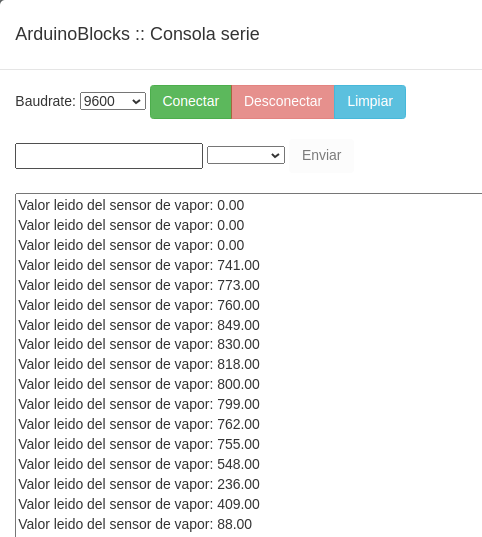 ArduinoBlocks :: Consola serie
Baudrate: 9600 Conectar Desconectar Limpiar
Enviar
Valor leido del sensor de vapor: 0.00
Valor leido del sensor de vapor: 0.00
Valor leido del sensor de vapor: 0.00
Valor leido del sensor de vapor: 741.00
Valor leido del sensor de vapor: 773.00
Valor leido del sensor de vapor: 760.00
Valor leido del sensor de vapor: 849.00
Valor leido del sensor de vapor: 830.00
Valor leido del sensor de vapor: 818.00
Valor leido del sensor de vapor: 800.00
Valor leido del sensor de vapor: 799.00
Valor leido del sensor de vapor: 762.00
Valor leido del sensor de vapor: 755.00
Valor leido del sensor de vapor: 548.00
Valor leido del sensor de vapor: 236.00
Valor leido del sensor de vapor: 409.00
Valor leido del sensor de vapor: 88.00